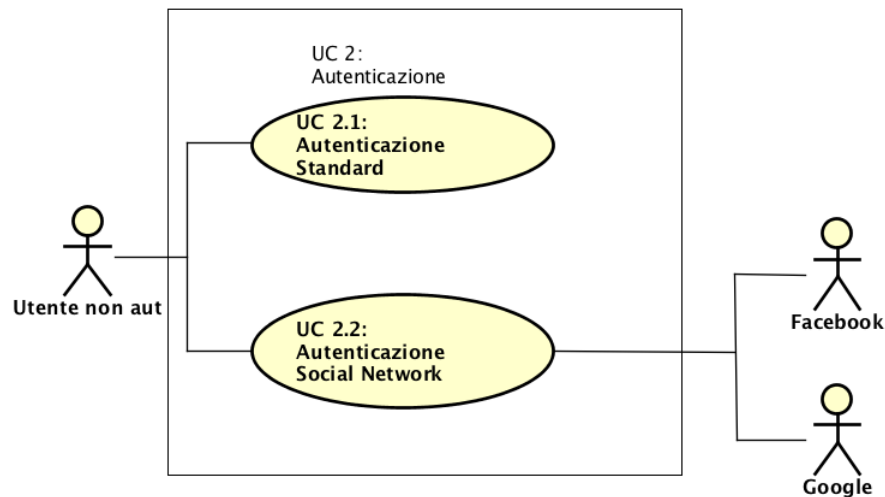 UC 2:
Autenticazione
UC 2.1:
Autenticazione
Standard
Utente non aut
UC 2.2:
Autenticazione
Social Network
Facebook
Google